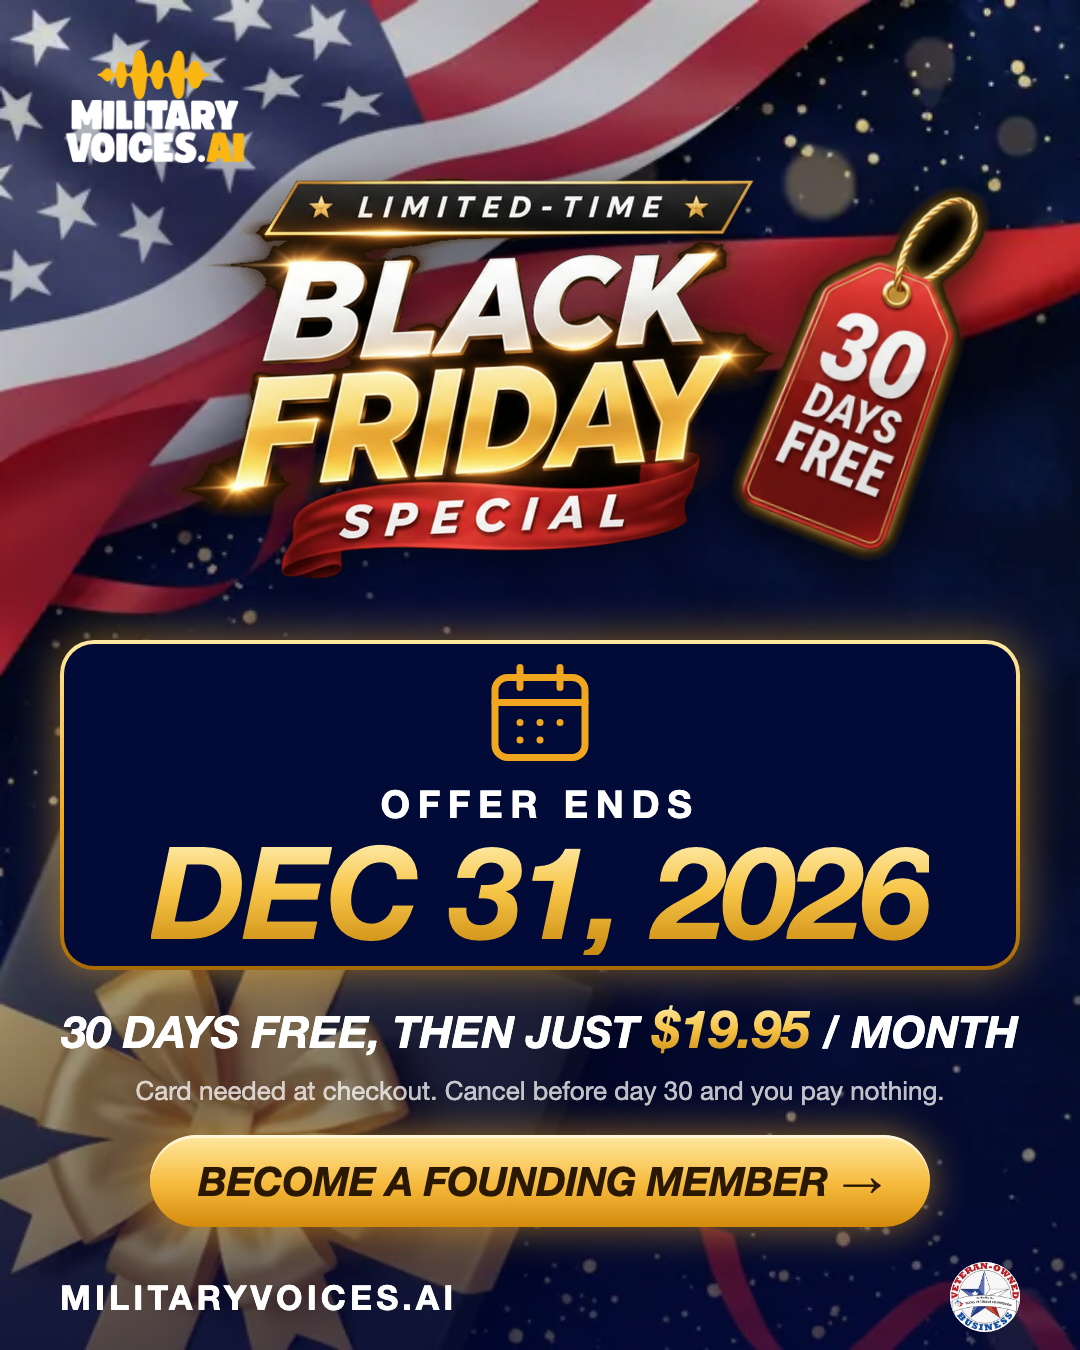 MILITARY
VOICES.AI
★ LIMITED-TIME ★
BLACK
FRIDAY
SPECIAL
30
DAYS
FREE
OFFER ENDS
DEC 31, 2026
30 DAYS FREE, THEN JUST $19.95 / MONTH
Card needed at checkout. Cancel before day 30 and you pay nothing.
BECOME A FOUNDING MEMBER →
MILITARYVOICES.AI
VETERAN-OWNED
BUSINESS